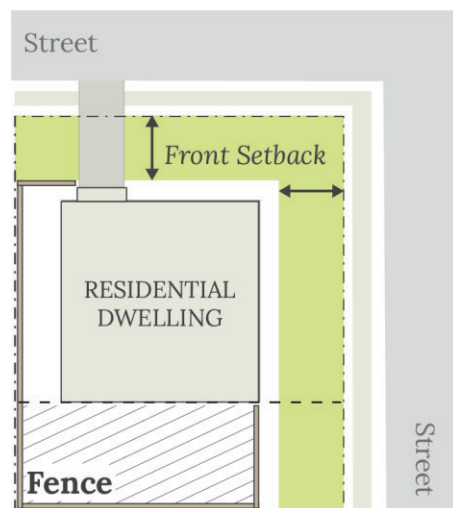 Street
Front Setback
RESIDENTIAL
DWELLING
Fence
Street